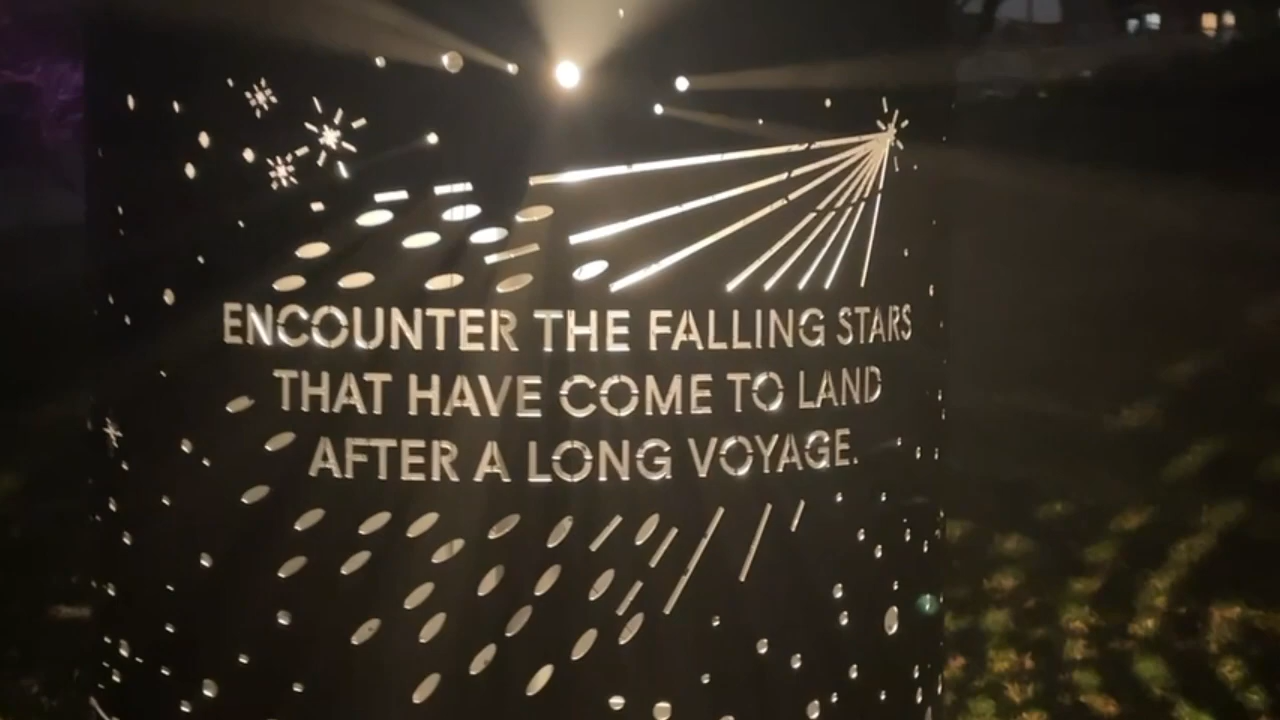 ENCOUNTER THE FALLING STARS
THAT HAVE COME TO LAND
AFTER A LONG VOYAGE.